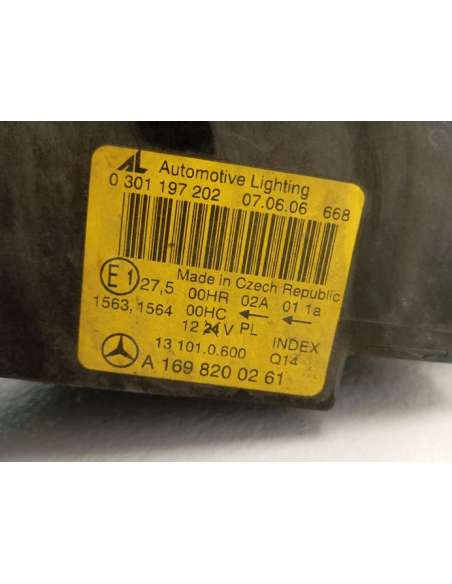 AL Automotive Lighting
0 301 197 202 07.06.06 668
Made in Czech Republic
E1 27,5 00HR 02A 01 1a
1563, 1564 00HC ← ←
12 24 V PL
13 101.0.600 INDEX Q14
A 169 820 02 61